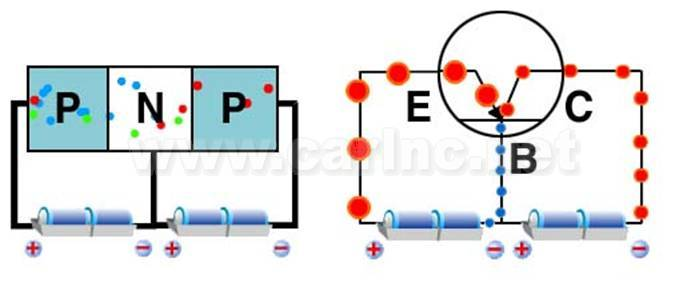 P N P
E C
B
www.carinc.net
+ - + -
+ - + -